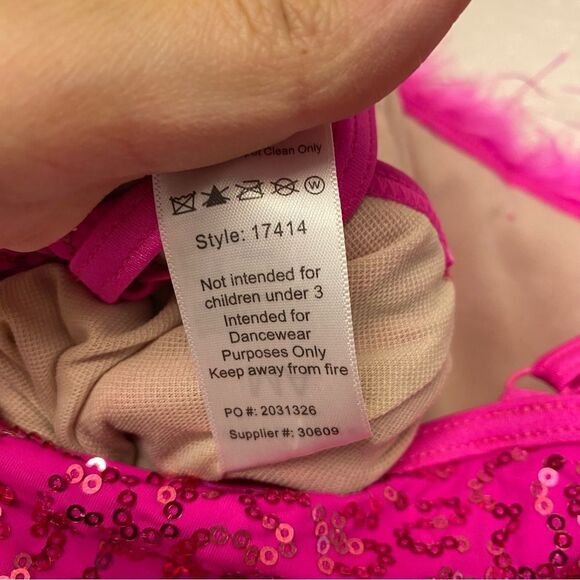 Clean Only
W
Style: 17414
Not intended for
children under 3
Intended for
Dancewear
Purposes Only
Keep away from fire
PO #: 2031326
Supplier #: 30609